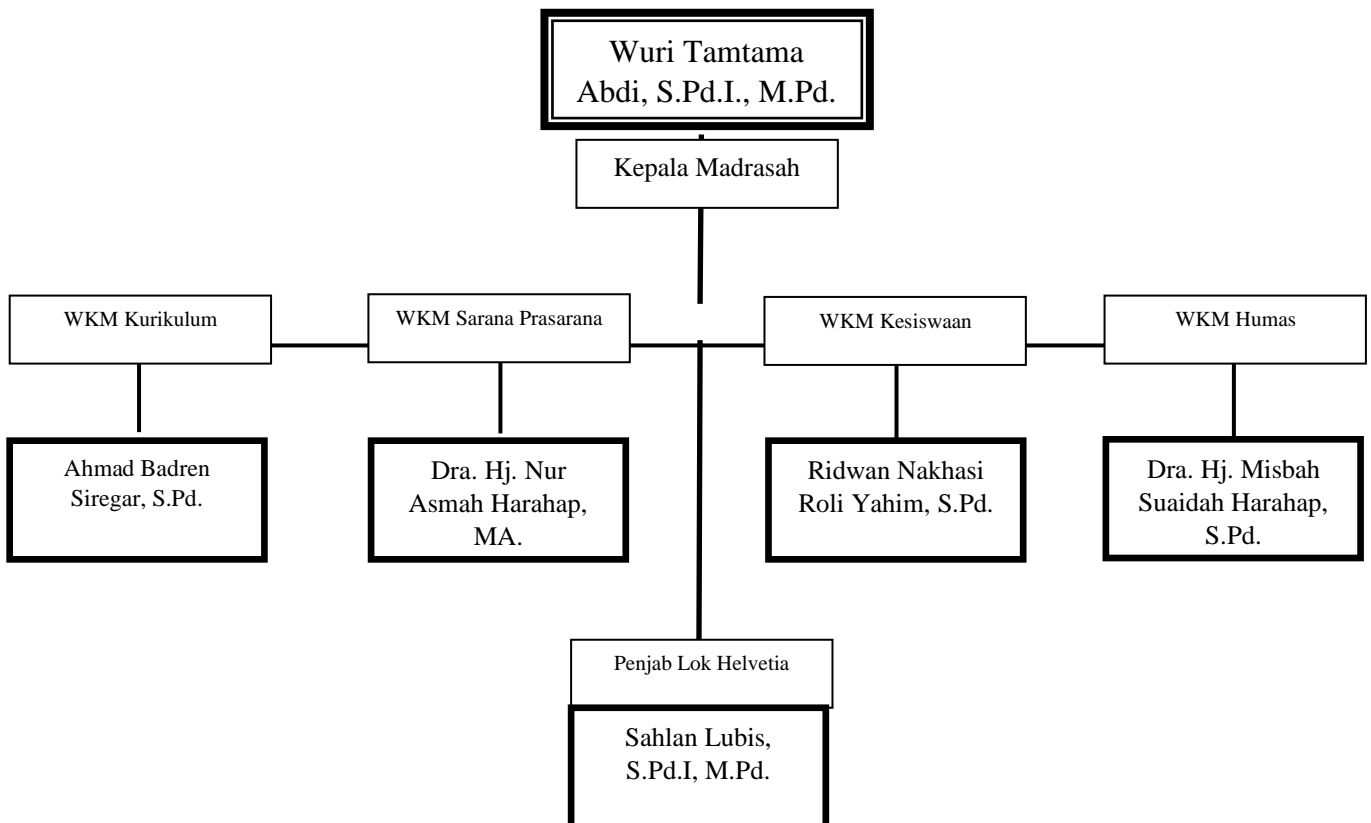 Wuri Tamtama
Abdi, S.Pd.I., M.Pd.
Kepala Madrasah
WKM Kurikulum
WKM Sarana Prasarana
WKM Kesiswaan
WKM Humas
Ahmad Badren
Siregar, S.Pd.
Dra. Hj. Nur
Asmah Harahap,
MA.
Ridwan Nakhasi
Roli Yahim, S.Pd.
Dra. Hj. Misbah
Suaidah Harahap,
S.Pd.
Penjab Lok Helvetia
Sahlan Lubis,
S.Pd.I, M.Pd.